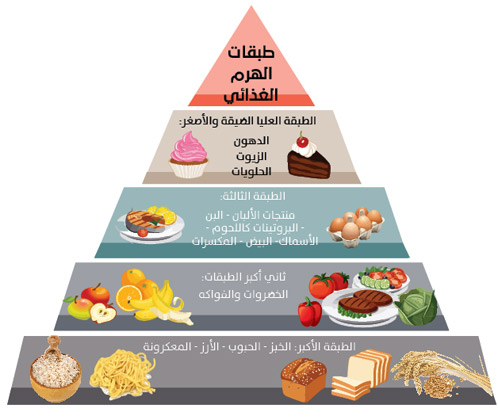 طبقات
الهرم
الغذائي
الطبقة العليا الضيقة والأصغر:
الدهون
الزيوت
الحلويات
الطبقة الثالثة:
منتجات الألبان - البن
- البروتينات كاللحوم -
الأسماك- البيض - المكسرات
ثاني أكبر الطبقات:
الخضروات والفواكه
الطبقة الأكبر: الخبز - الحبوب - الأرز - المعكرونة